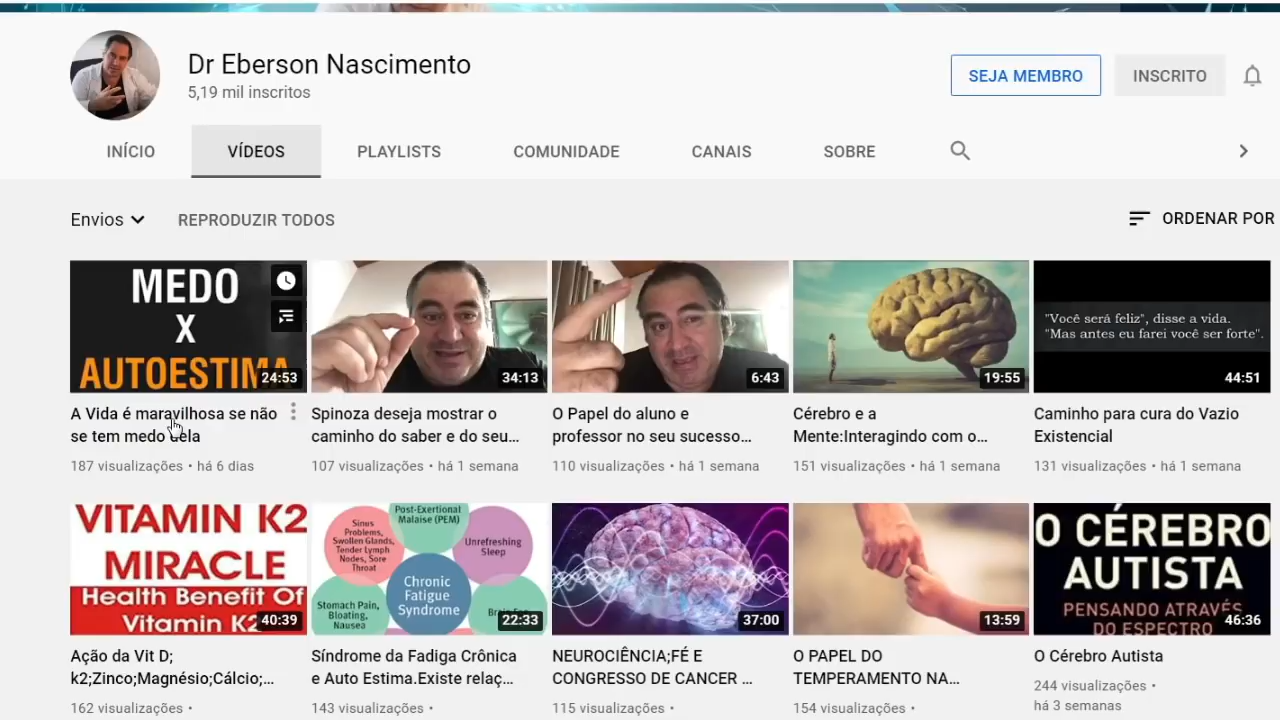 Dr Eberson Nascimento
5,19 mil inscritos
SEJA MEMBRO
INSCRITO
INÍCIO
VÍDEOS
PLAYLISTS
COMUNIDADE
CANAIS
SOBRE
Envios
REPRODUZIR TODOS
ORDENAR POR
MEDO
X
AUTOESTIMA
24:53
34:13
6:43
19:55
"Você será feliz", disse a vida.
"Mas antes eu farei você ser forte".
44:51
A Vida é maravilhosa se não
se tem medo dela
187 visualizações • há 6 dias
Spinoza deseja mostrar o
caminho do saber e do seu...
107 visualizações • há 1 semana
O Papel do aluno e
professor no seu sucesso...
110 visualizações • há 1 semana
Cérebro e a
Mente:Interagindo com o...
151 visualizações • há 1 semana
Caminho para cura do Vazio
Existencial
131 visualizações • há 1 semana
VITAMIN K2
MIRACLE
Health Benefit Of
Vitamin K2
40:39
Post-Exertional
Malaise (PEM)
Sinus
Problems,
Swollen Glands,
Tender Lymph
Nodes, Sore
Throat
Unrefreshing
Sleep
Chronic
Fatigue
Syndrome
Stomach Pain,
Bloating,
Nausea
22:33
37:00
13:59
O CÉREBRO
AUTISTA
PENSANDO ATRAVÉS
DO ESPECTRO
46:36
Ação da Vit D;
k2;Zinco;Magnésio;Cálcio;...
162 visualizações •
Síndrome da Fadiga Crônica
e Auto Estima.Existe relaç...
143 visualizações •
NEUROCIÊNCIA;FÉ E
CONGRESSO DE CANCER ...
115 visualizações •
O PAPEL DO
TEMPERAMENTO NA...
154 visualizações •
O Cérebro Autista
244 visualizações •
há 3 semanas